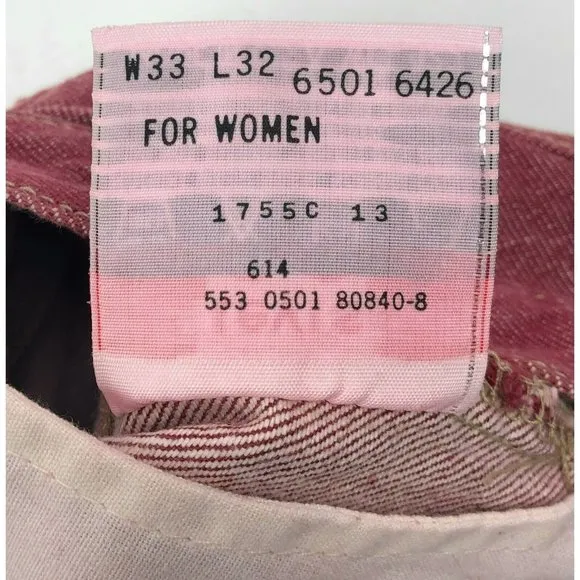 W33 L32 6501 6426
FOR WOMEN
1755C 13
614
553 0501 80840-8